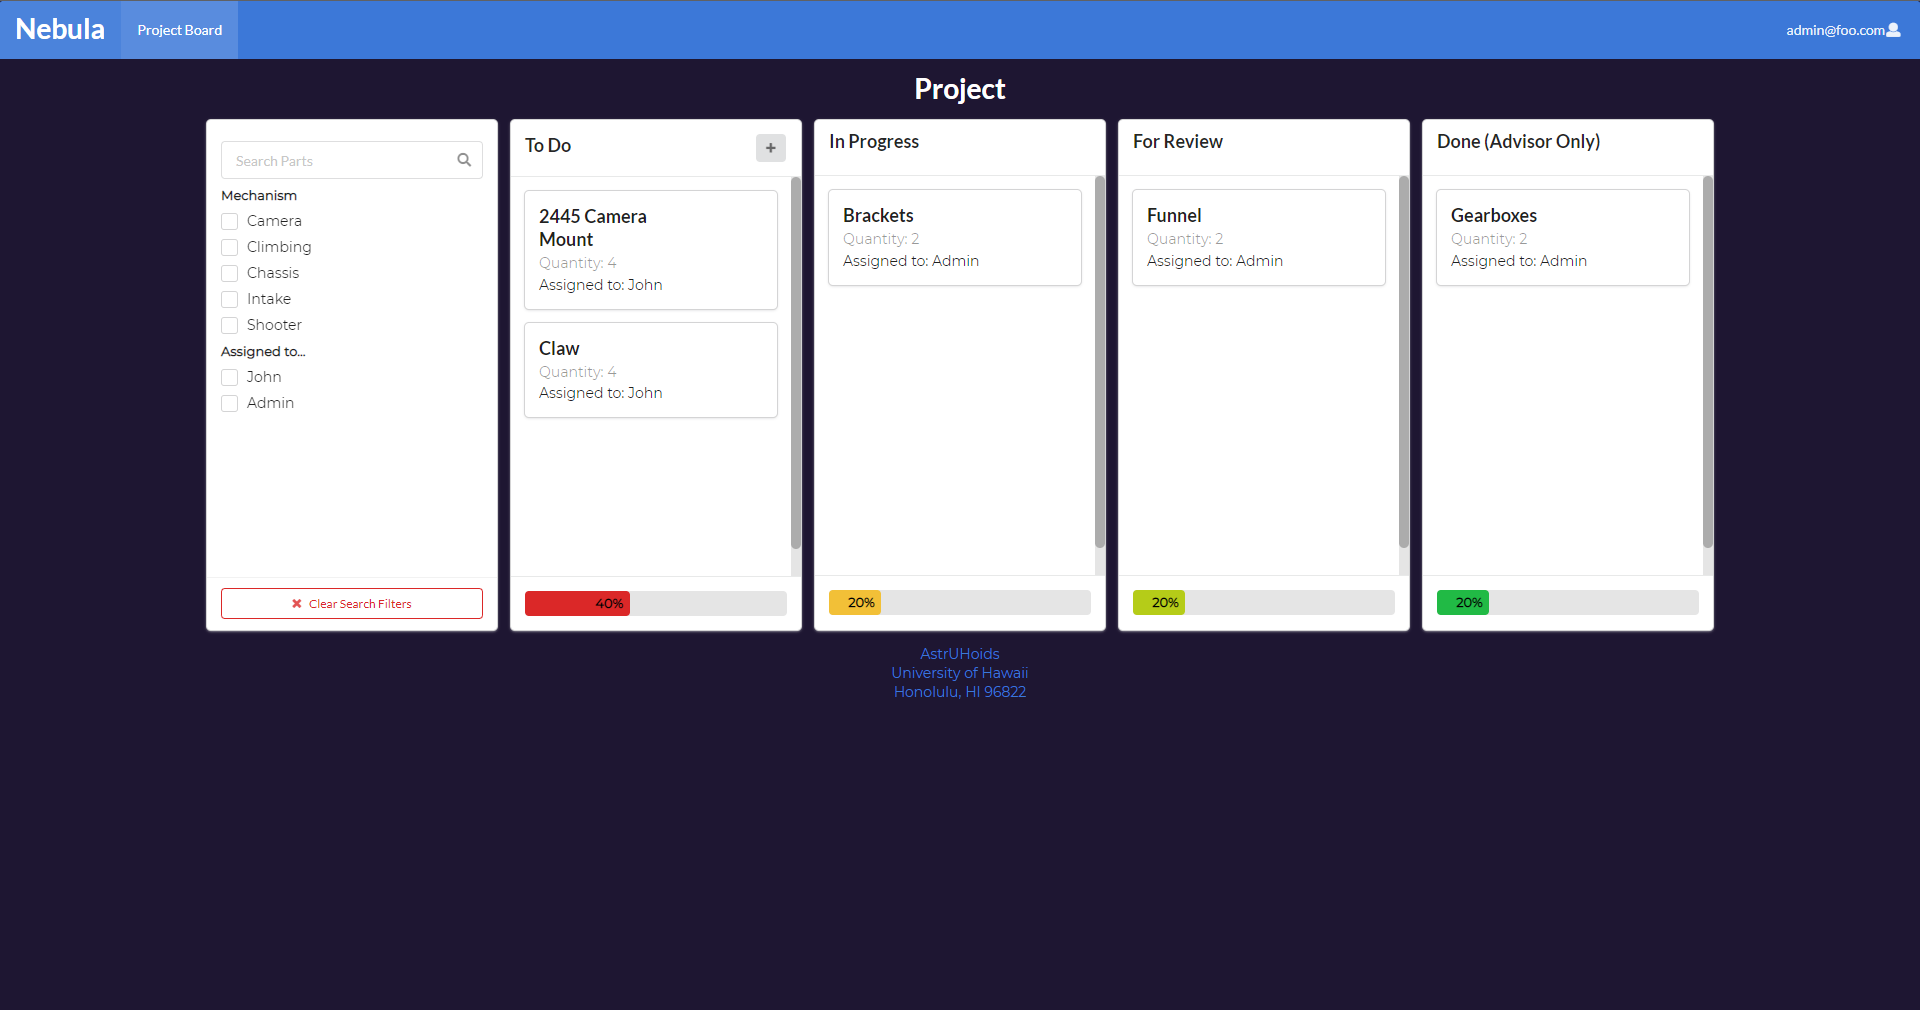 Nebula
Project Board
admin@foo.com
Project
Search Parts
Mechanism
Camera
Climbing
Chassis
Intake
Shooter
Assigned to...
John
Admin
Clear Search Filters
To Do
2445 Camera
Mount
Quantity: 4
Assigned to: John
Claw
Quantity: 4
Assigned to: John
40%
In Progress
Brackets
Quantity: 2
Assigned to: Admin
20%
For Review
Funnel
Quantity: 2
Assigned to: Admin
20%
Done (Advisor Only)
Gearboxes
Quantity: 2
Assigned to: Admin
20%
AstrUHoids
University of Hawaii
Honolulu, HI 96822